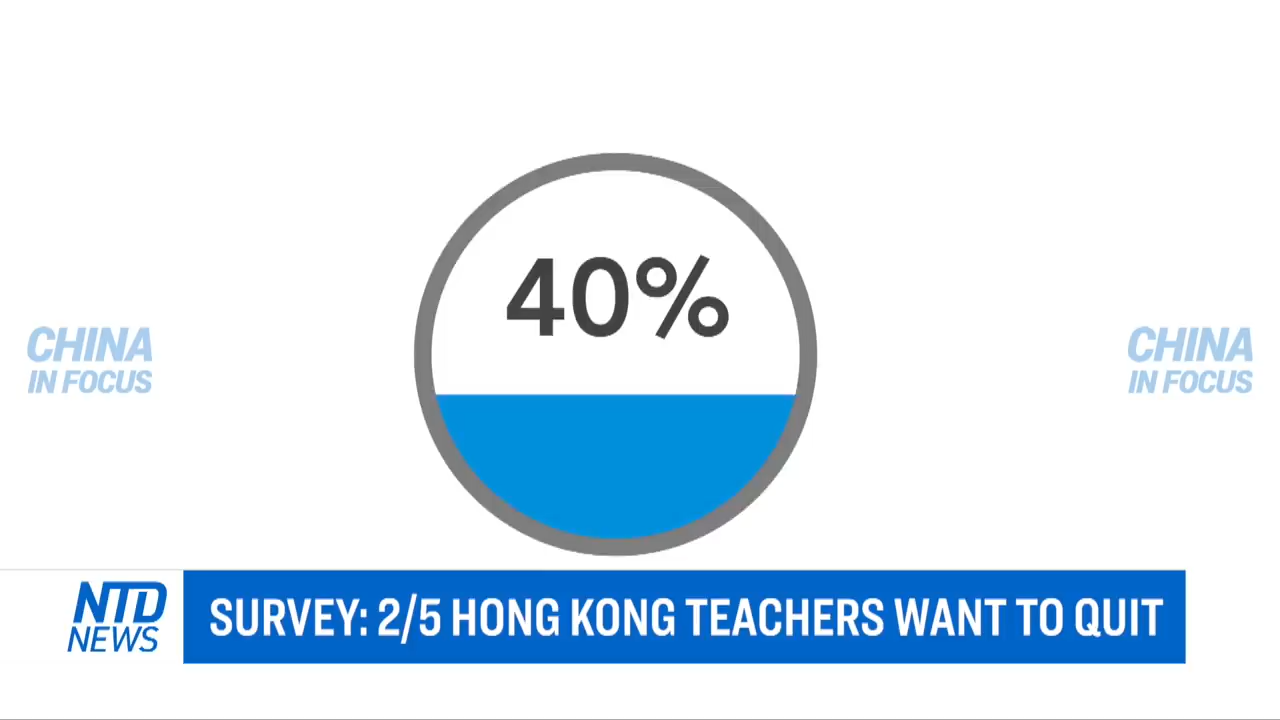 40%
CHINA
IN FOCUS
CHINA
IN FOCUS
NTD
NEWS
SURVEY: 2/5 HONG KONG TEACHERS WANT TO QUIT